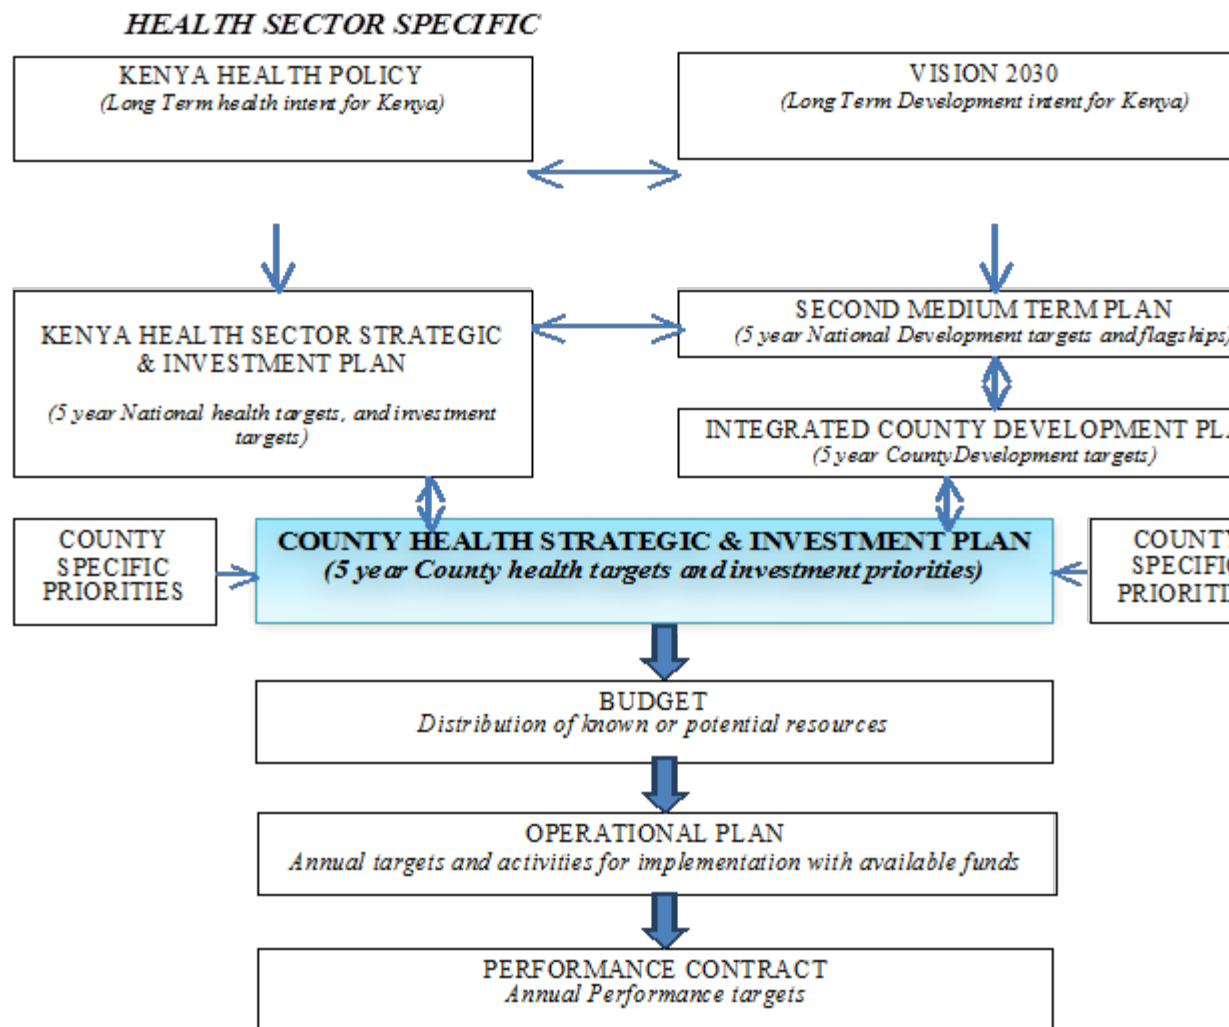 HEALTH SECTOR SPECIFIC
KENYA HEALTH POLICY
(Long Term health intent for Kenya)
VISION 2030
(Long Term Development intent for Kenya)
KENYA HEALTH SECTOR STRATEGIC
& INVESTMENT PLAN
(5 year National health targets, and investment
targets)
SECOND MEDIUM TERM PLAN
(5 year National Development targets and flagships)
INTEGRATED COUNTY DEVELOPMENT PLA
(5 year County Development targets)
COUNTY
SPECIFIC
PRIORITIES
COUNTY HEALTH STRATEGIC & INVESTMENT PLAN
(5 year County health targets and investment priorities)
COUNTY
SPECIFIC
PRIORITIE
BUDGET
Distribution of known or potential resources
OPERATIONAL PLAN
Annual targets and activities for implementation with available funds
PERFORMANCE CONTRACT
Annual Performance targets